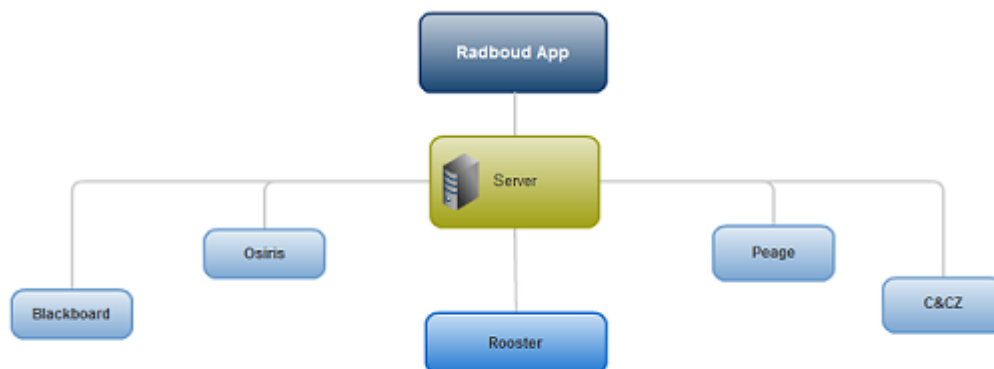 Radboud App
Server
Osiris
Peage
Blackboard
C&CZ
Rooster